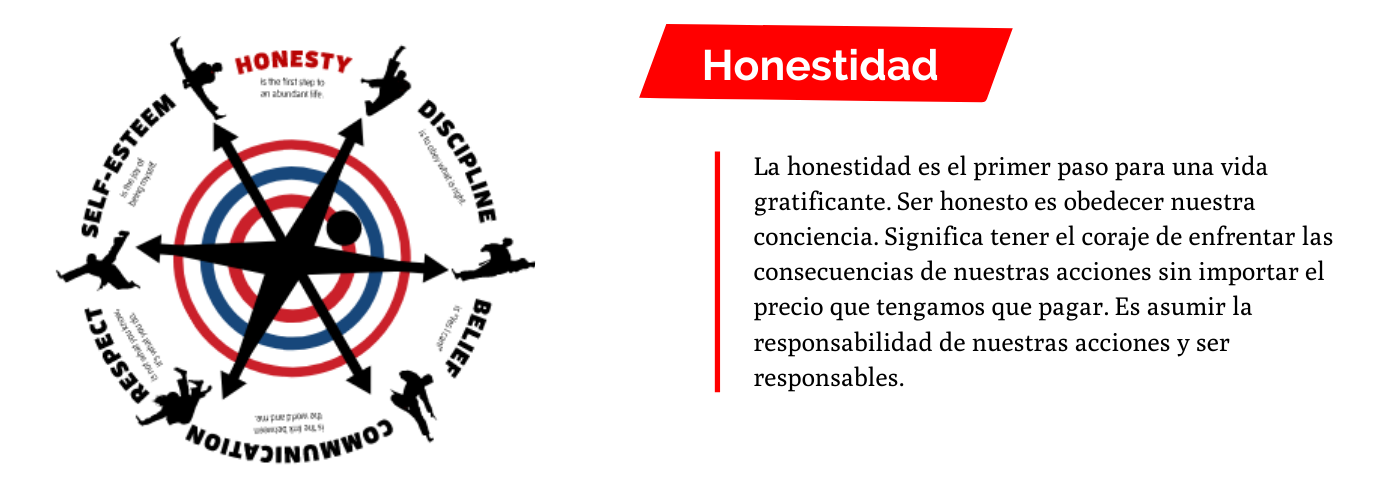 HONESTY
is the first step to
an abundant life.
DISCIPLINE
is to obey what is right.
BELIEF
is "Yes I can!"
COMMUNICATION
is the link between
the world and me.
RESPECT
is not what you know,
it's what you do.
SELF-ESTEEM
is the joy of
being myself.
Honestidad
La honestidad es el primer paso para una vida
gratificante. Ser honesto es obedecer nuestra
conciencia. Significa tener el coraje de enfrentar las
consecuencias de nuestras acciones sin importar el
precio que tengamos que pagar. Es asumir la
responsabilidad de nuestras acciones y ser
responsables.